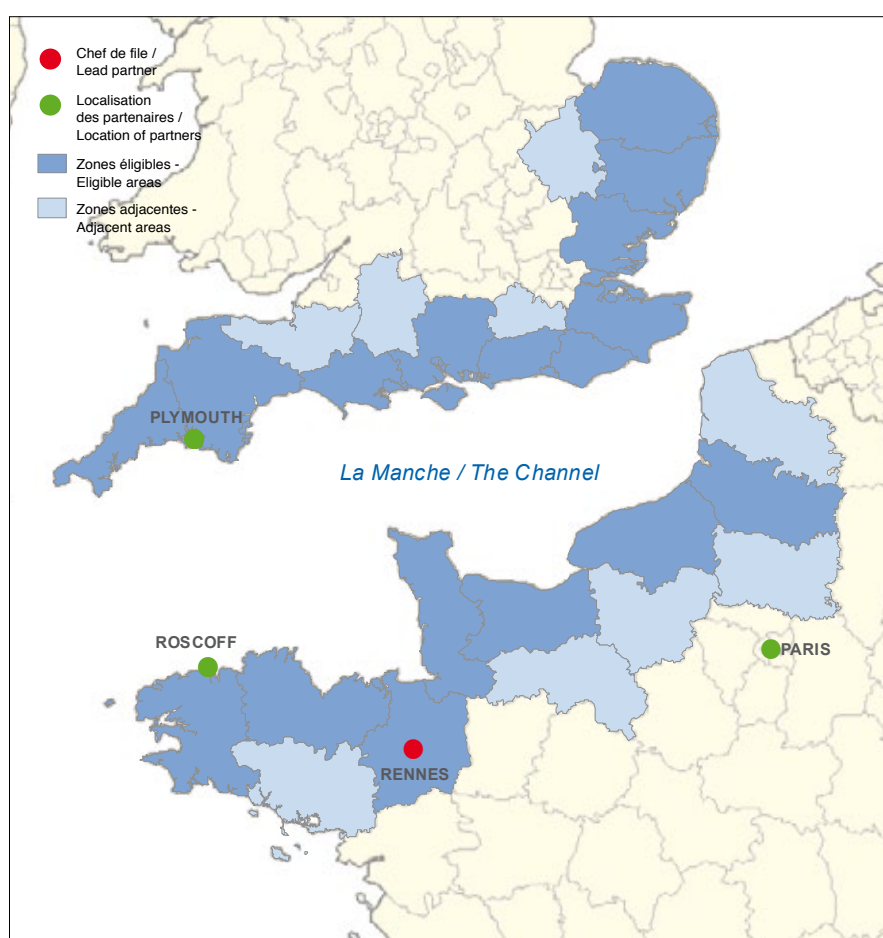 Chef de file /
Lead partner
Localisation
des partenaires /
Location of partners
Zones éligibles -
Eligible areas
Zones adjacentes -
Adjacent areas
PLYMOUTH
La Manche / The Channel
ROSCOFF
PARIS
RENNES